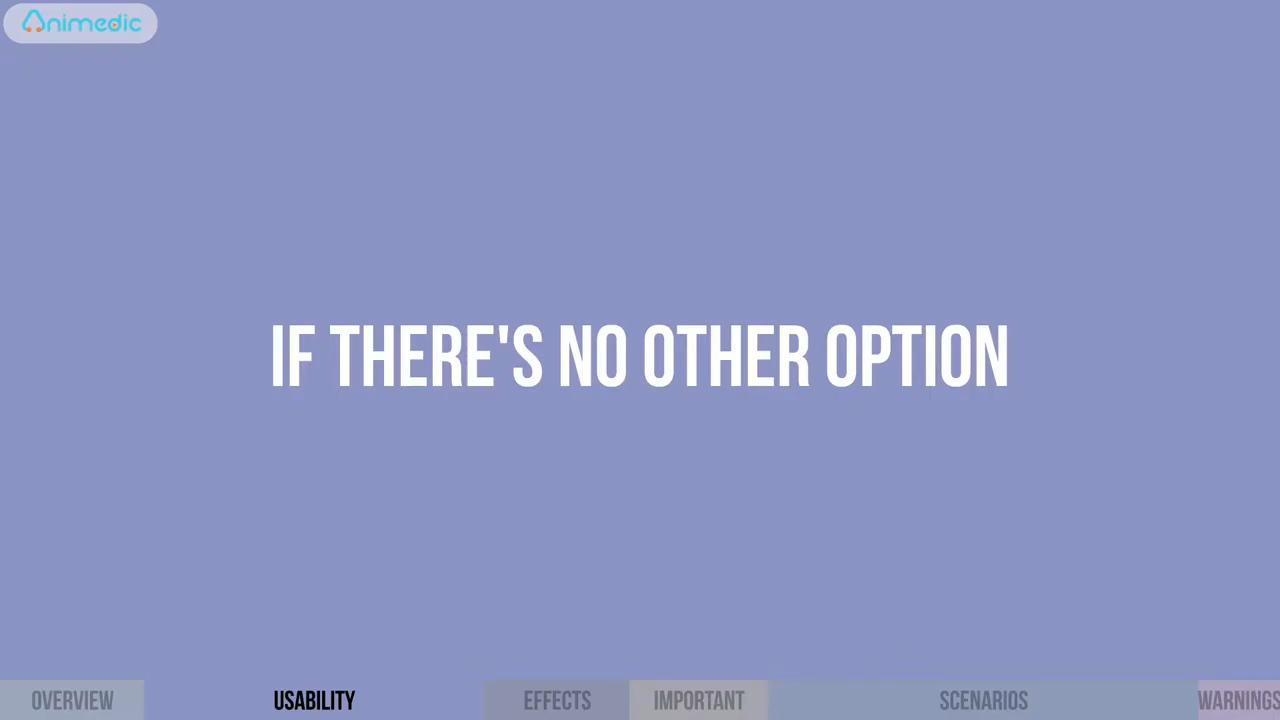 Animedic
IF THERE'S NO OTHER OPTION
OVERVIEW
USABILITY
EFFECTS
IMPORTANT
SCENARIOS
WARNINGS